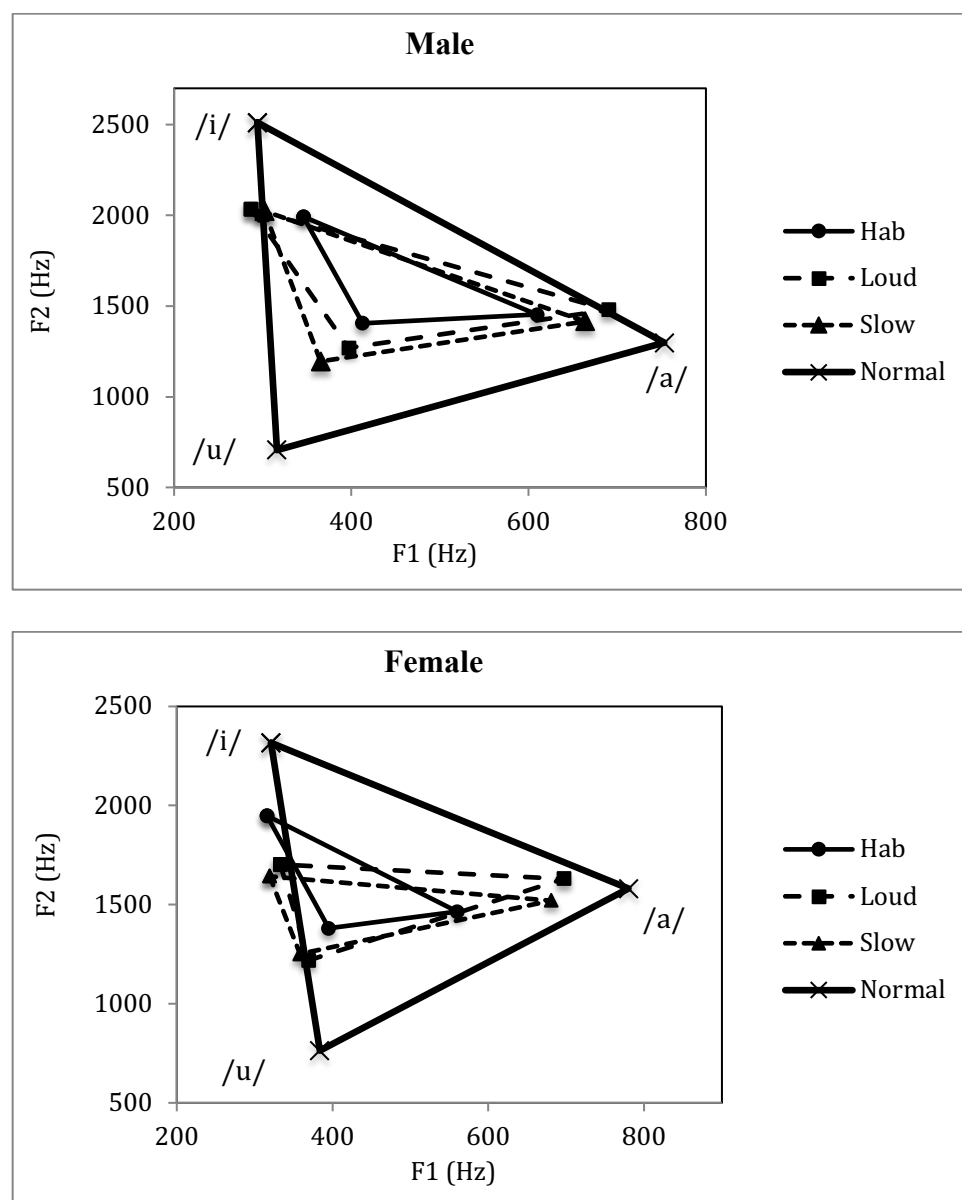 Male
2500
2000
1500
1000
500
F2 (Hz)
/i/
/u/
/a/
200 400 600 800
F1 (Hz)
Hab
Loud
Slow
Normal
Female
2500
2000
1500
1000
500
F2 (Hz)
/i/
/u/
/a/
200 400 600 800
F1 (Hz)
Hab
Loud
Slow
Normal